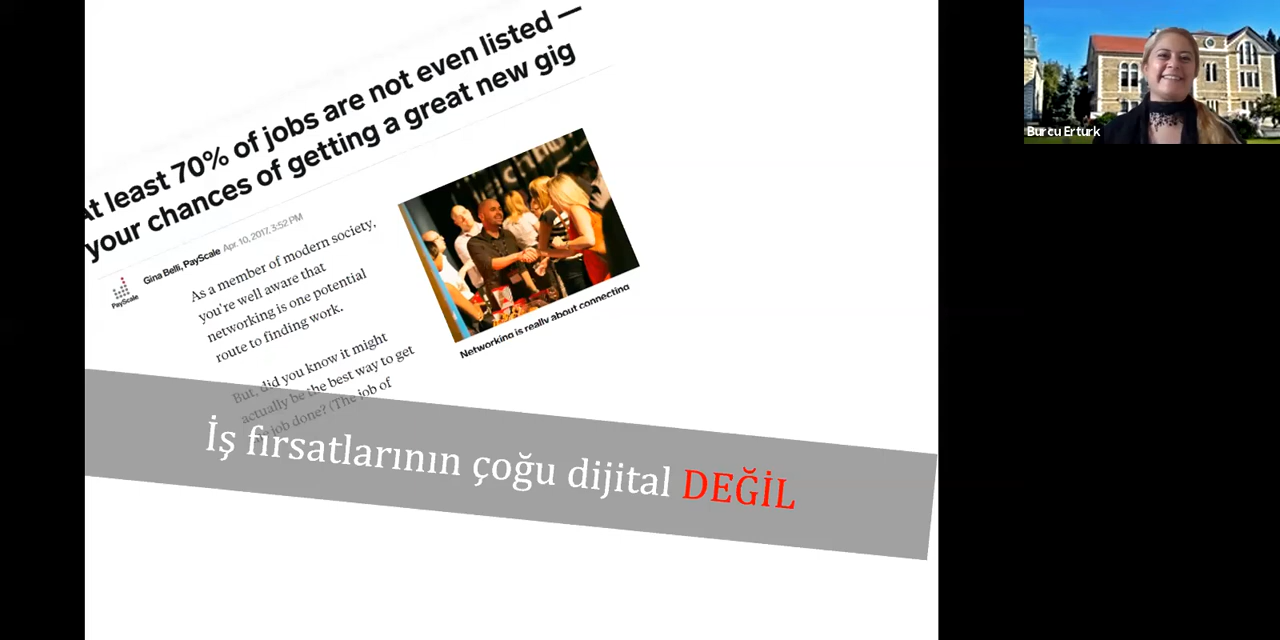 At least 70% of jobs are not even listed —
your chances of getting a great new gig
PayScale
Gina Belli, PayScale Apr. 10, 2017, 3:52 PM
As a member of modern society,
you're well aware that
networking is one potential
route to finding work.
But, did you know it might
actually be the best way to get
job done? (The job of
Networking is really about connecting
İş fırsatlarının çoğu dijital DEĞİL
Burcu Erturk